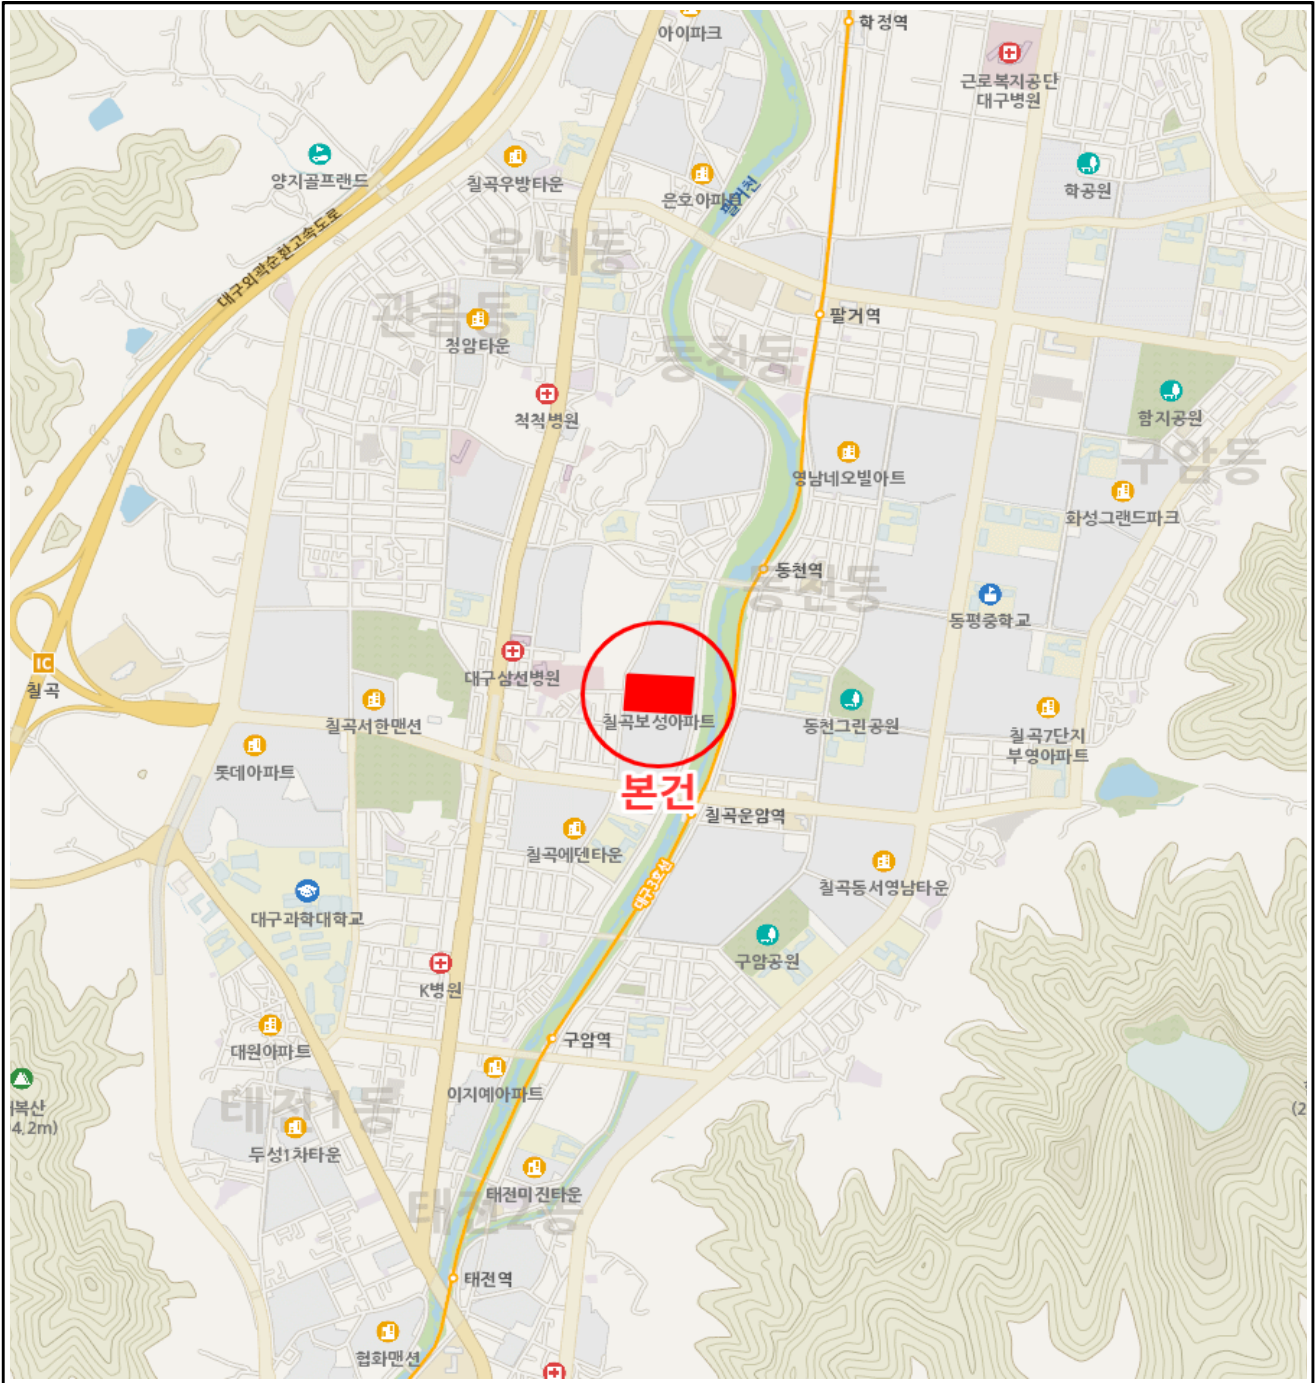 아이파크
학정역
근로복지공단
대구병원
양지골프랜드
칠곡우방타운
은호아파트
팔거천
학공원
대구외곽순환고속도로
읍내동
관음동
청암타운
팔거역
동천동
척척병원
함지공원
구암동
영남네오빌아트
화성그랜드파크
동천역
동천동
동평중학교
IC
칠곡
대구삼선병원
칠곡서한맨션
칠곡보성아파트
동천그린공원
칠곡7단지
부영아파트
톳데아파트
본건
칠곡운암역
칠곡에덴타운
대구3호선
칠곡동서영남타운
대구과학대학교
구암공원
K병원
구암역
대원아파트
이지예아파트
복산
4.2m)
(2
태전1동
두성1차타운
태전미진타운
태전2동
태전역
협화맨션